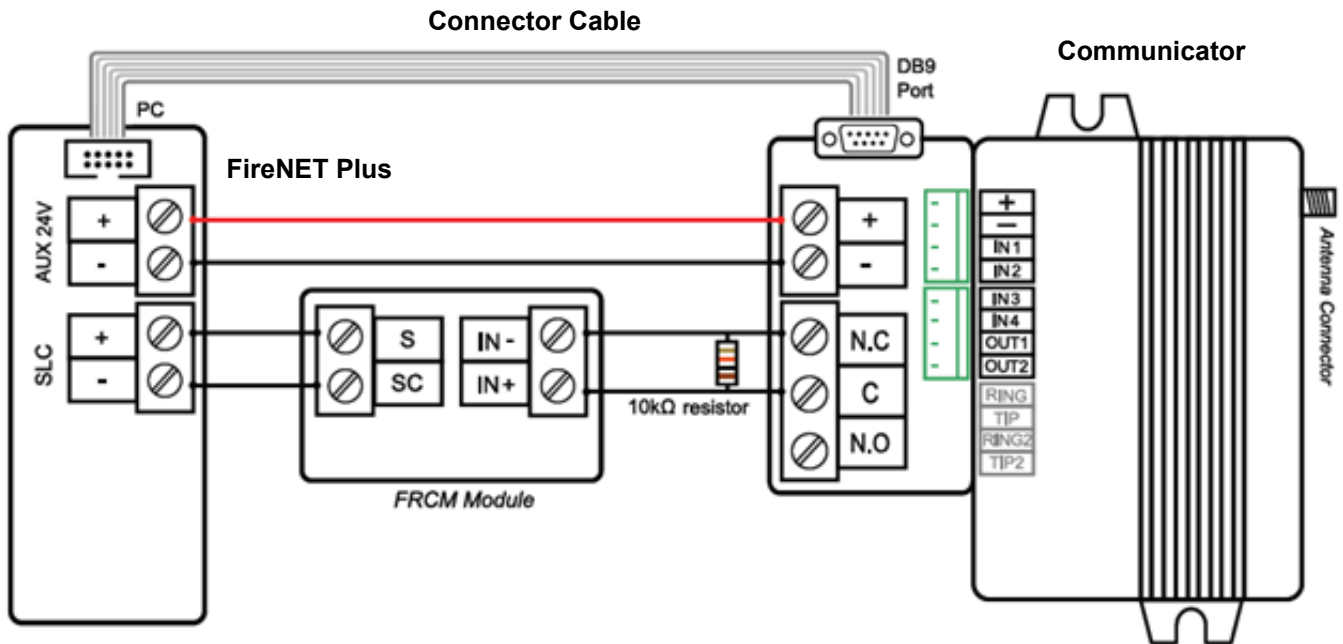 Connector Cable
Communicator
DB9
Port
PC
FireNET Plus
AUX 24V
+
-
SLC
+
-
S
SC
IN -
IN+
FRCM Module
10kΩ resistor
+
-
N.C
C
N.O
-
-
-
-
-
-
-
-
+
−
IN1
IN2
IN3
IN4
OUT1
OUT2
RING
TIP
RING2
TIP2
Antenna Connector